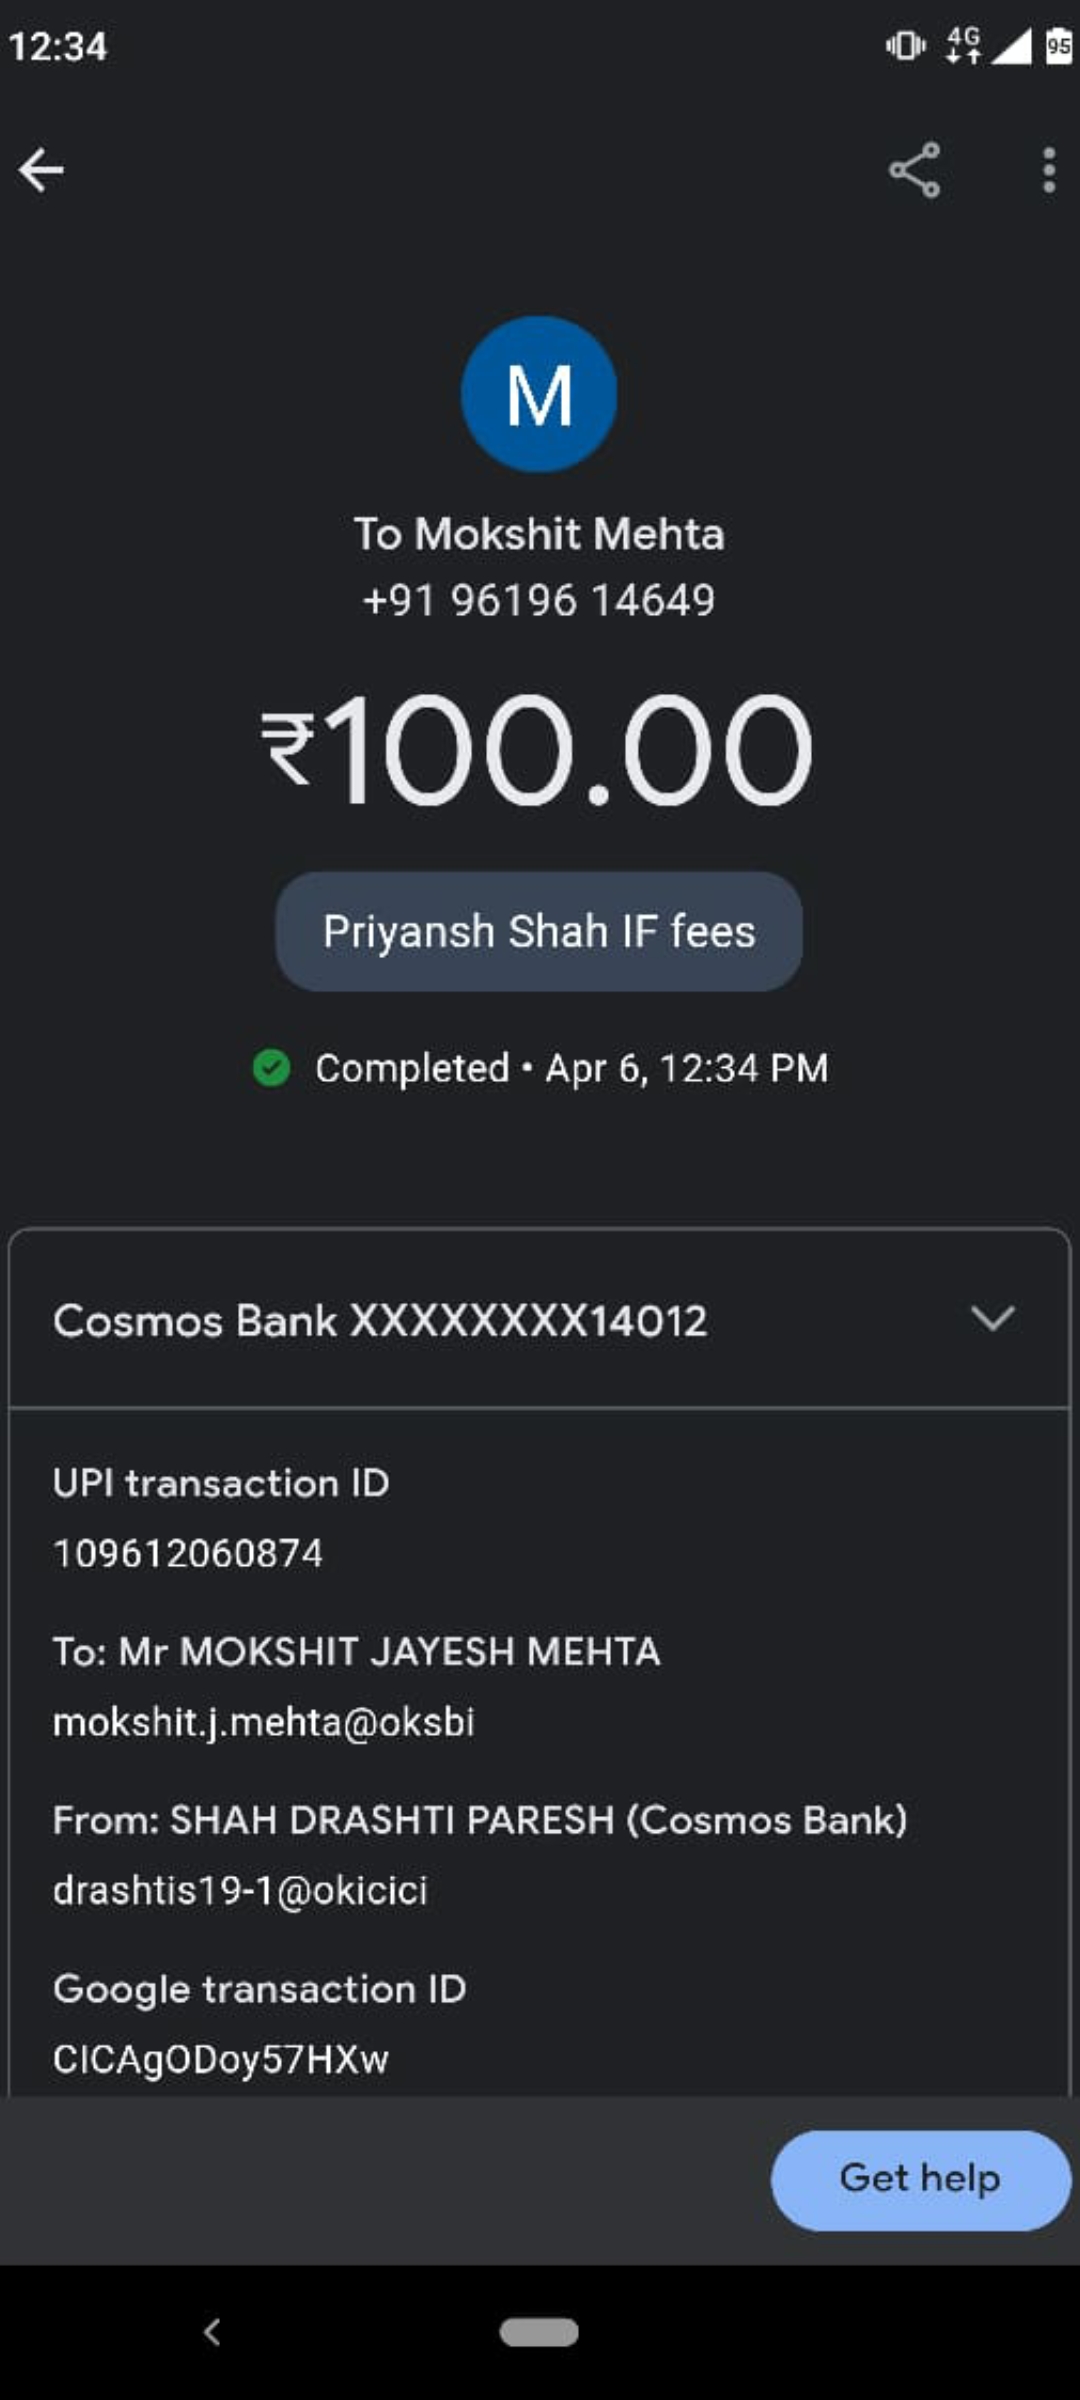 12:34
4G
95
M
To Mokshit Mehta
+91 96196 14649
₹100.00
Priyansh Shah IF fees
Completed • Apr 6, 12:34 PM
Cosmos Bank XXXXXXXX14012
UPI transaction ID
109612060874
To: Mr MOKSHIT JAYESH MEHTA
mokshit.j.mehta@oksbi
From: SHAH DRASHTI PARESH (Cosmos Bank)
drashtis19-1@okicici
Google transaction ID
CICAgODoy57HXw
Get help